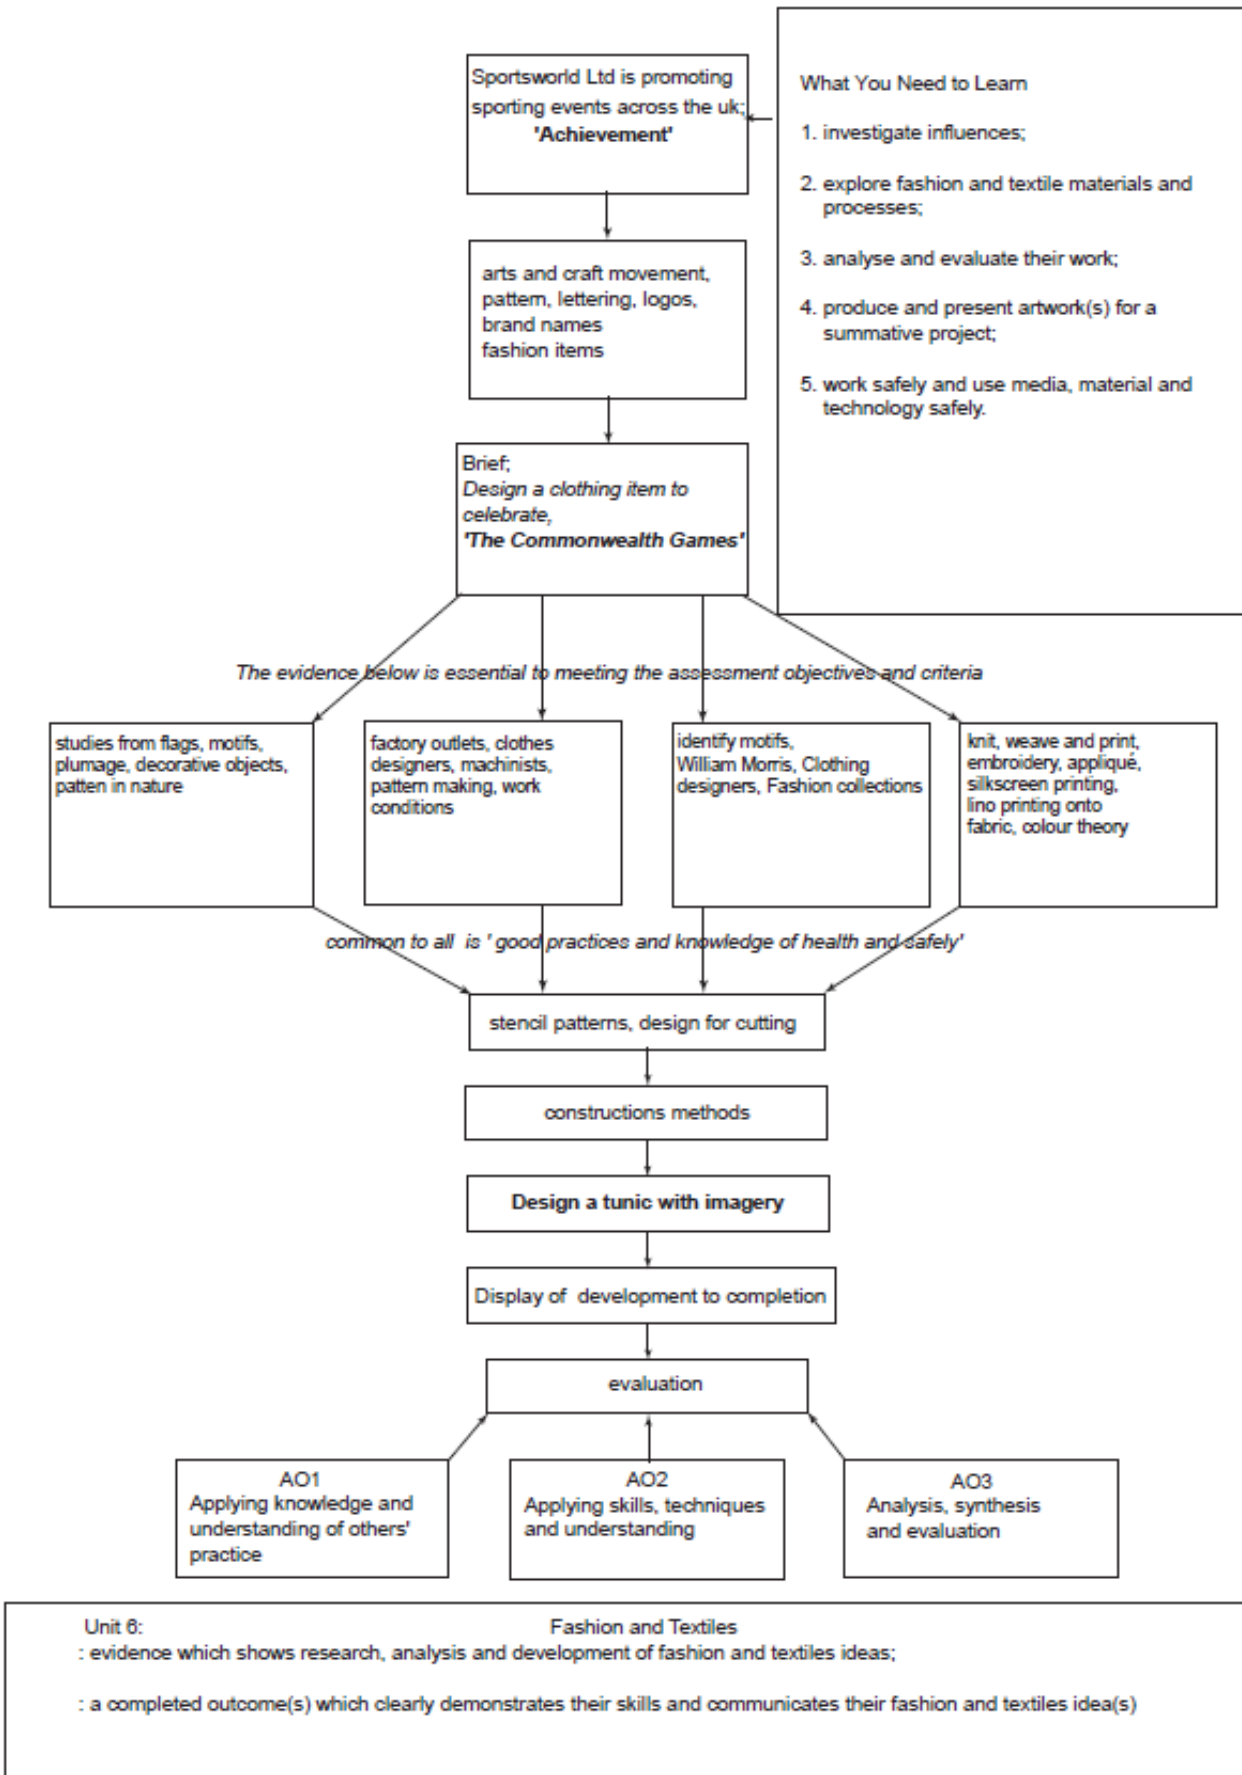 Sportsworld Ltd is promoting
sporting events across the uk;
'Achievement'
What You Need to Learn
1. investigate influences;
2. explore fashion and textile materials and
processes;
3. analyse and evaluate their work;
4. produce and present artwork(s) for a
summative project;
5. work safely and use media, material and
technology safely.
arts and craft movement,
pattern, lettering, logos,
brand names
fashion items
Brief;
Design a clothing item to
celebrate,
'The Commonwealth Games'
The evidence below is essential to meeting the assessment objectives and criteria
studies from flags, motifs,
plumage, decorative objects,
patten in nature
factory outlets, clothes
designers, machinists,
pattern making, work
conditions
identify motifs,
William Morris, Clothing
designers, Fashion collections
knit, weave and print,
embroidery, appliqué,
silkscreen printing,
lino printing onto
fabric, colour theory
common to all is ' good practices and knowledge of health and safely'
stencil patterns, design for cutting
constructions methods
Design a tunic with imagery
Display of development to completion
evaluation
AO1
Applying knowledge and
understanding of others'
practice
AO2
Applying skills, techniques
and understanding
AO3
Analysis, synthesis
and evaluation
Unit 6: Fashion and Textiles
: evidence which shows research, analysis and development of fashion and textiles ideas;
: a completed outcome(s) which clearly demonstrates their skills and communicates their fashion and textiles idea(s)